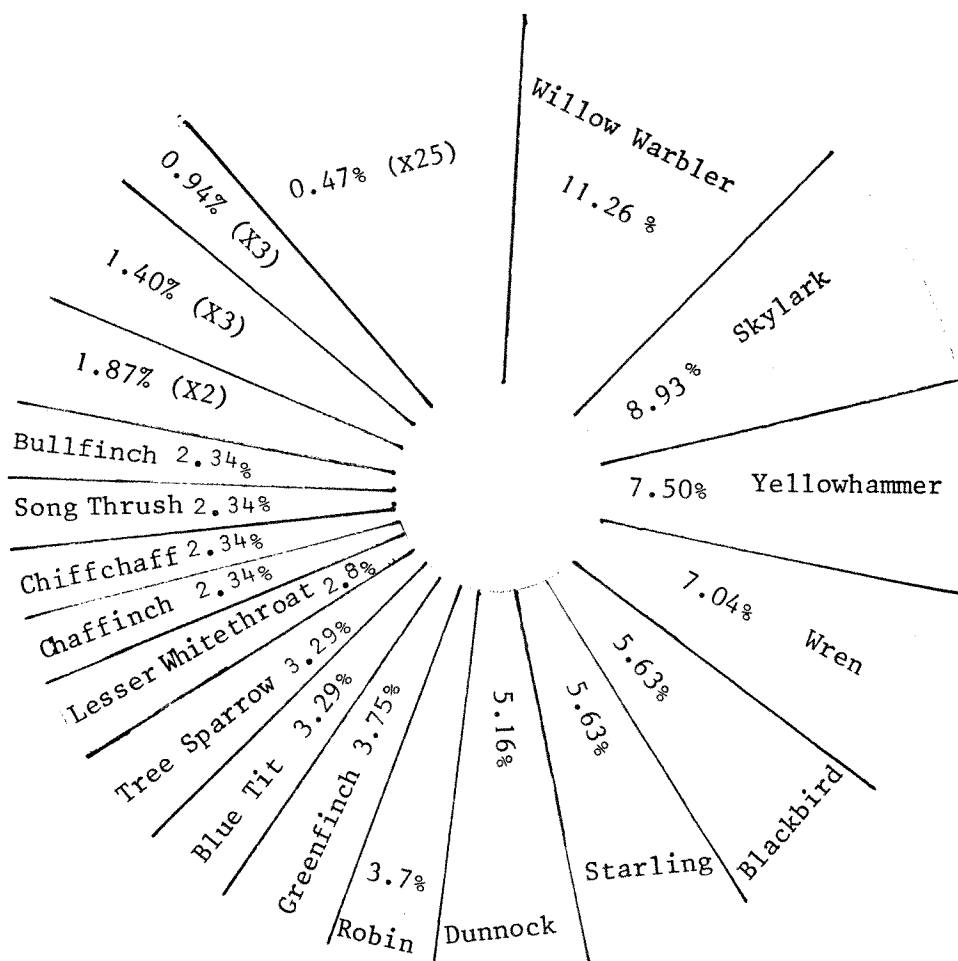 Willow Warbler
11.26 %
Skylark
8.93 %
7.50% Yellowhammer
7.04%
Wren
5.63%
Blackbird
5.63%
Starling
5.16%
Dunnock
3.7%
Robin
Greenfinch 3.75%
Blue Tit 3.29%
Tree Sparrow 3.29%
Lesser Whitethroat 2.8%
Chaffinch 2.34%
Chiffchaff 2.34%
Song Thrush 2.34%
Bullfinch 2.34%
1.87% (X2)
1.40% (X3)
0.94% (X3)
0.47% (X25)